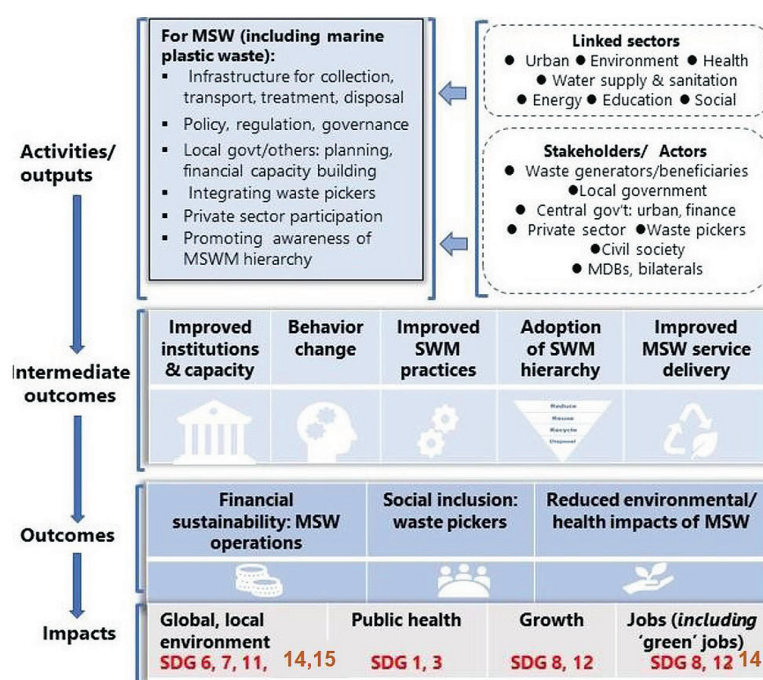 For MSW (including marine
plastic waste):
▪ Infrastructure for collection,
transport, treatment, disposal
▪ Policy, regulation, governance
▪ Local govt/others: planning,
financial capacity building
▪ Integrating waste pickers
▪ Private sector participation
▪ Promoting awareness of
MSWM hierarchy
Linked sectors
● Urban ● Environment ● Health
● Water supply & sanitation
● Energy ● Education ● Social
Stakeholders/ Actors
● Waste generators/beneficiaries
●Local government
● Central gov't: urban, finance
● Private sector ●Waste pickers
●Civil society
● MDBs, bilaterals
Activities/
outputs
Intermediate
outcomes
Improved
institutions
& capacity
Behavior
change
Improved
SWM
practices
Adoption
of SWM
hierarchy
Improved
MSW service
delivery
Reduce
Reuse
Recycle
Disposal
Outcomes
Financial
sustainability: MSW
operations
Social inclusion:
waste pickers
Reduced environmental/
health impacts of MSW
Impacts
Global, local
environment
SDG 6, 7, 11, 14,15
Public health
SDG 1, 3
Growth
SDG 8, 12
Jobs (including
'green' jobs)
SDG 8, 12 14